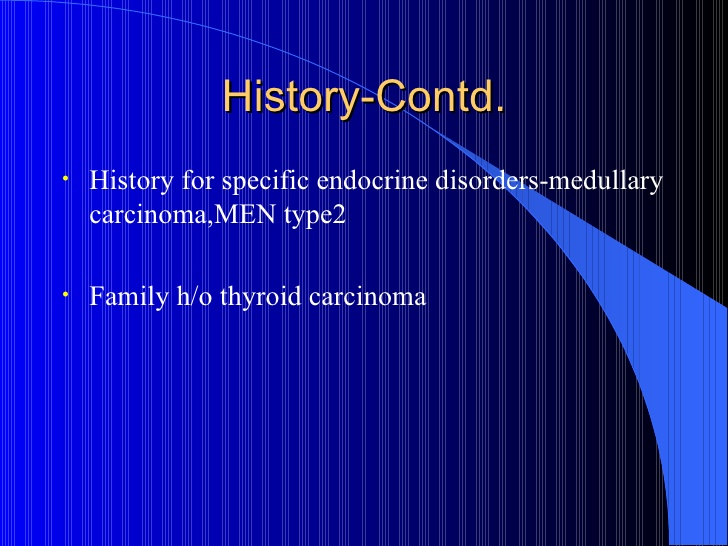 History-Contd.
• History for specific endocrine disorders-medullary
carcinoma,MEN type2
• Family h/o thyroid carcinoma